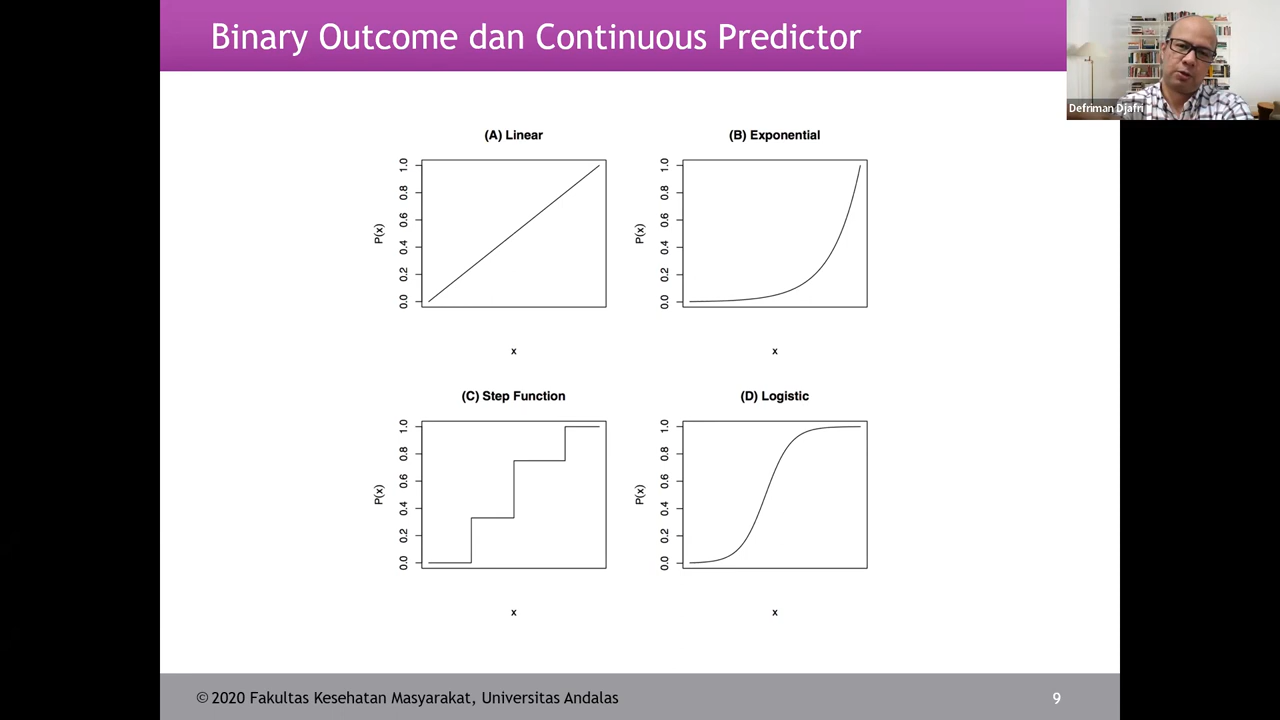 Binary Outcome dan Continuous Predictor
Defriman Djafri
(A) Linear
P(x)
0.0 0.2 0.4 0.6 0.8 1.0
x
(B) Exponential
P(x)
0.0 0.2 0.4 0.6 0.8 1.0
x
(C) Step Function
P(x)
0.0 0.2 0.4 0.6 0.8 1.0
x
(D) Logistic
P(x)
0.0 0.2 0.4 0.6 0.8 1.0
x
© 2020 Fakultas Kesehatan Masyarakat, Universitas Andalas
9